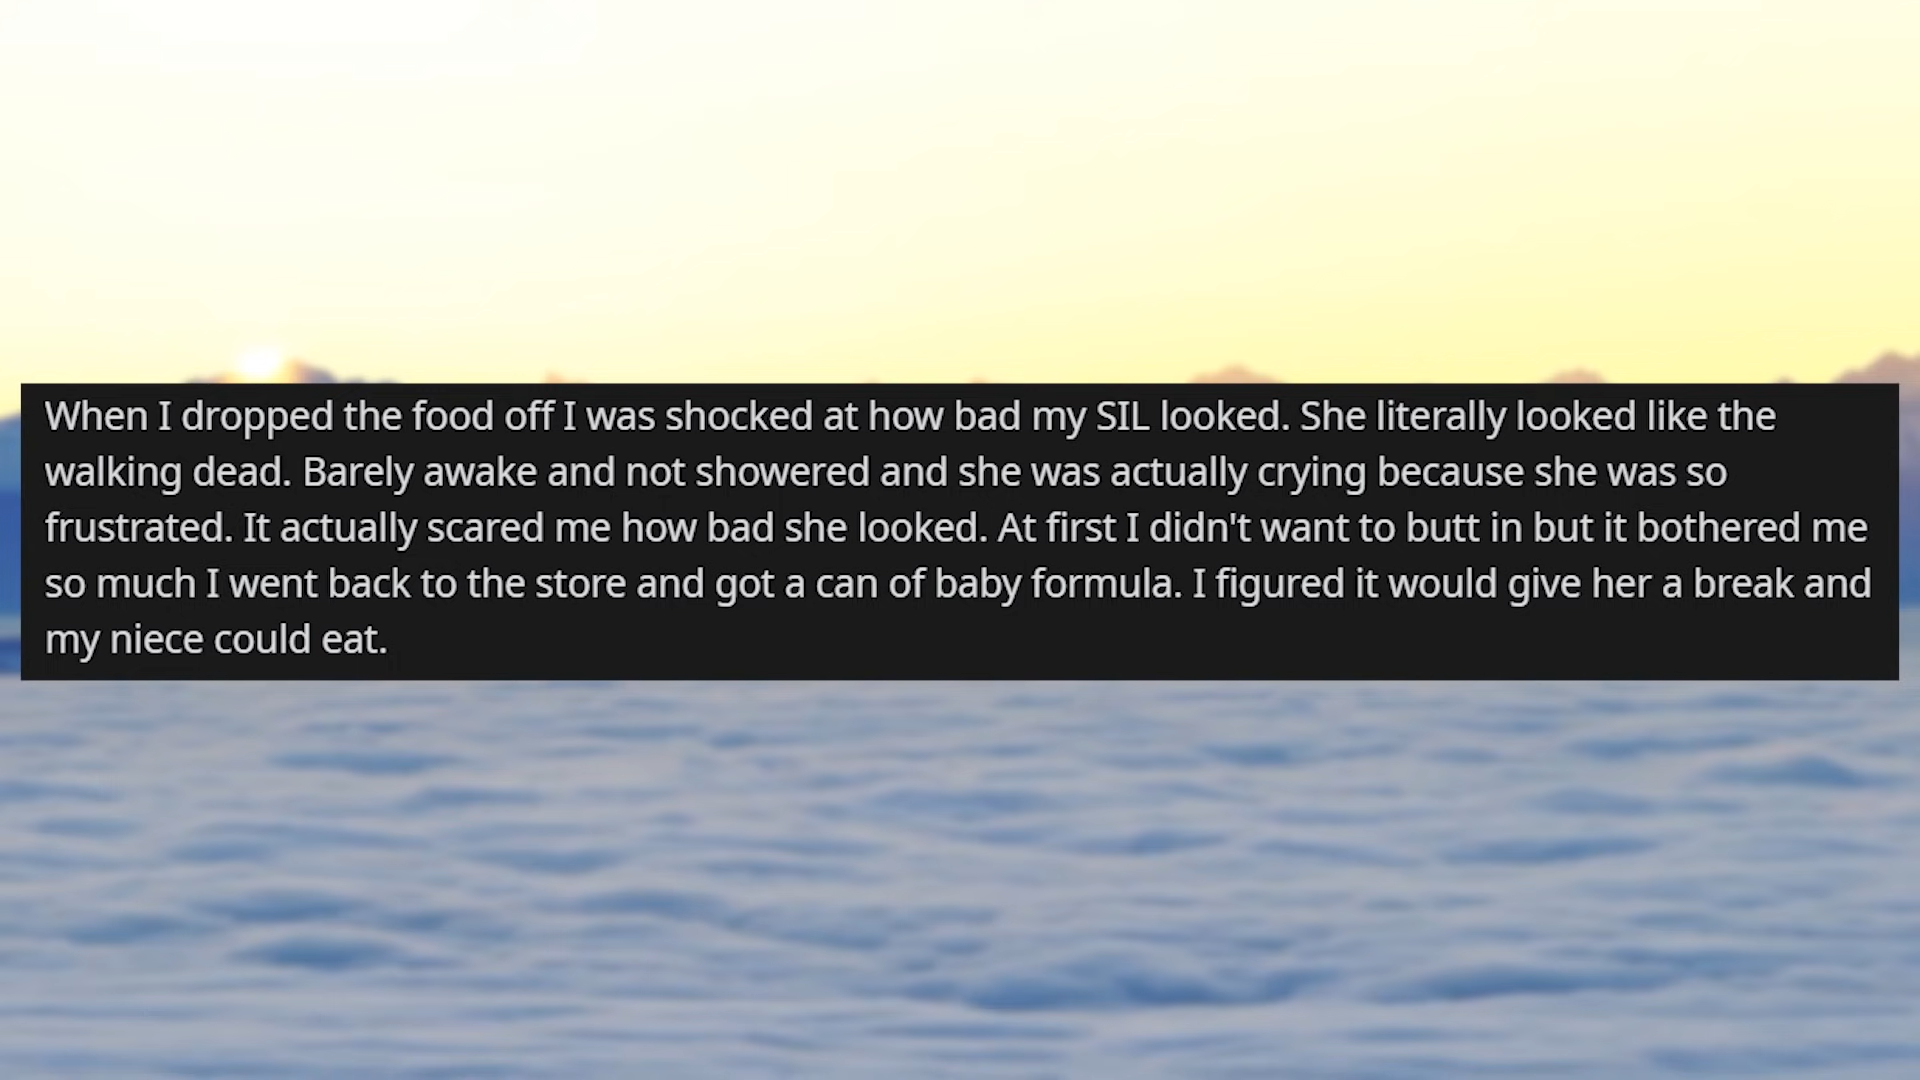 When I dropped the food off I was shocked at how bad my SIL looked. She literally looked like the
walking dead. Barely awake and not showered and she was actually crying because she was so
frustrated. It actually scared me how bad she looked. At first I didn't want to butt in but it bothered me
so much I went back to the store and got a can of baby formula. I figured it would give her a break and
my niece could eat.